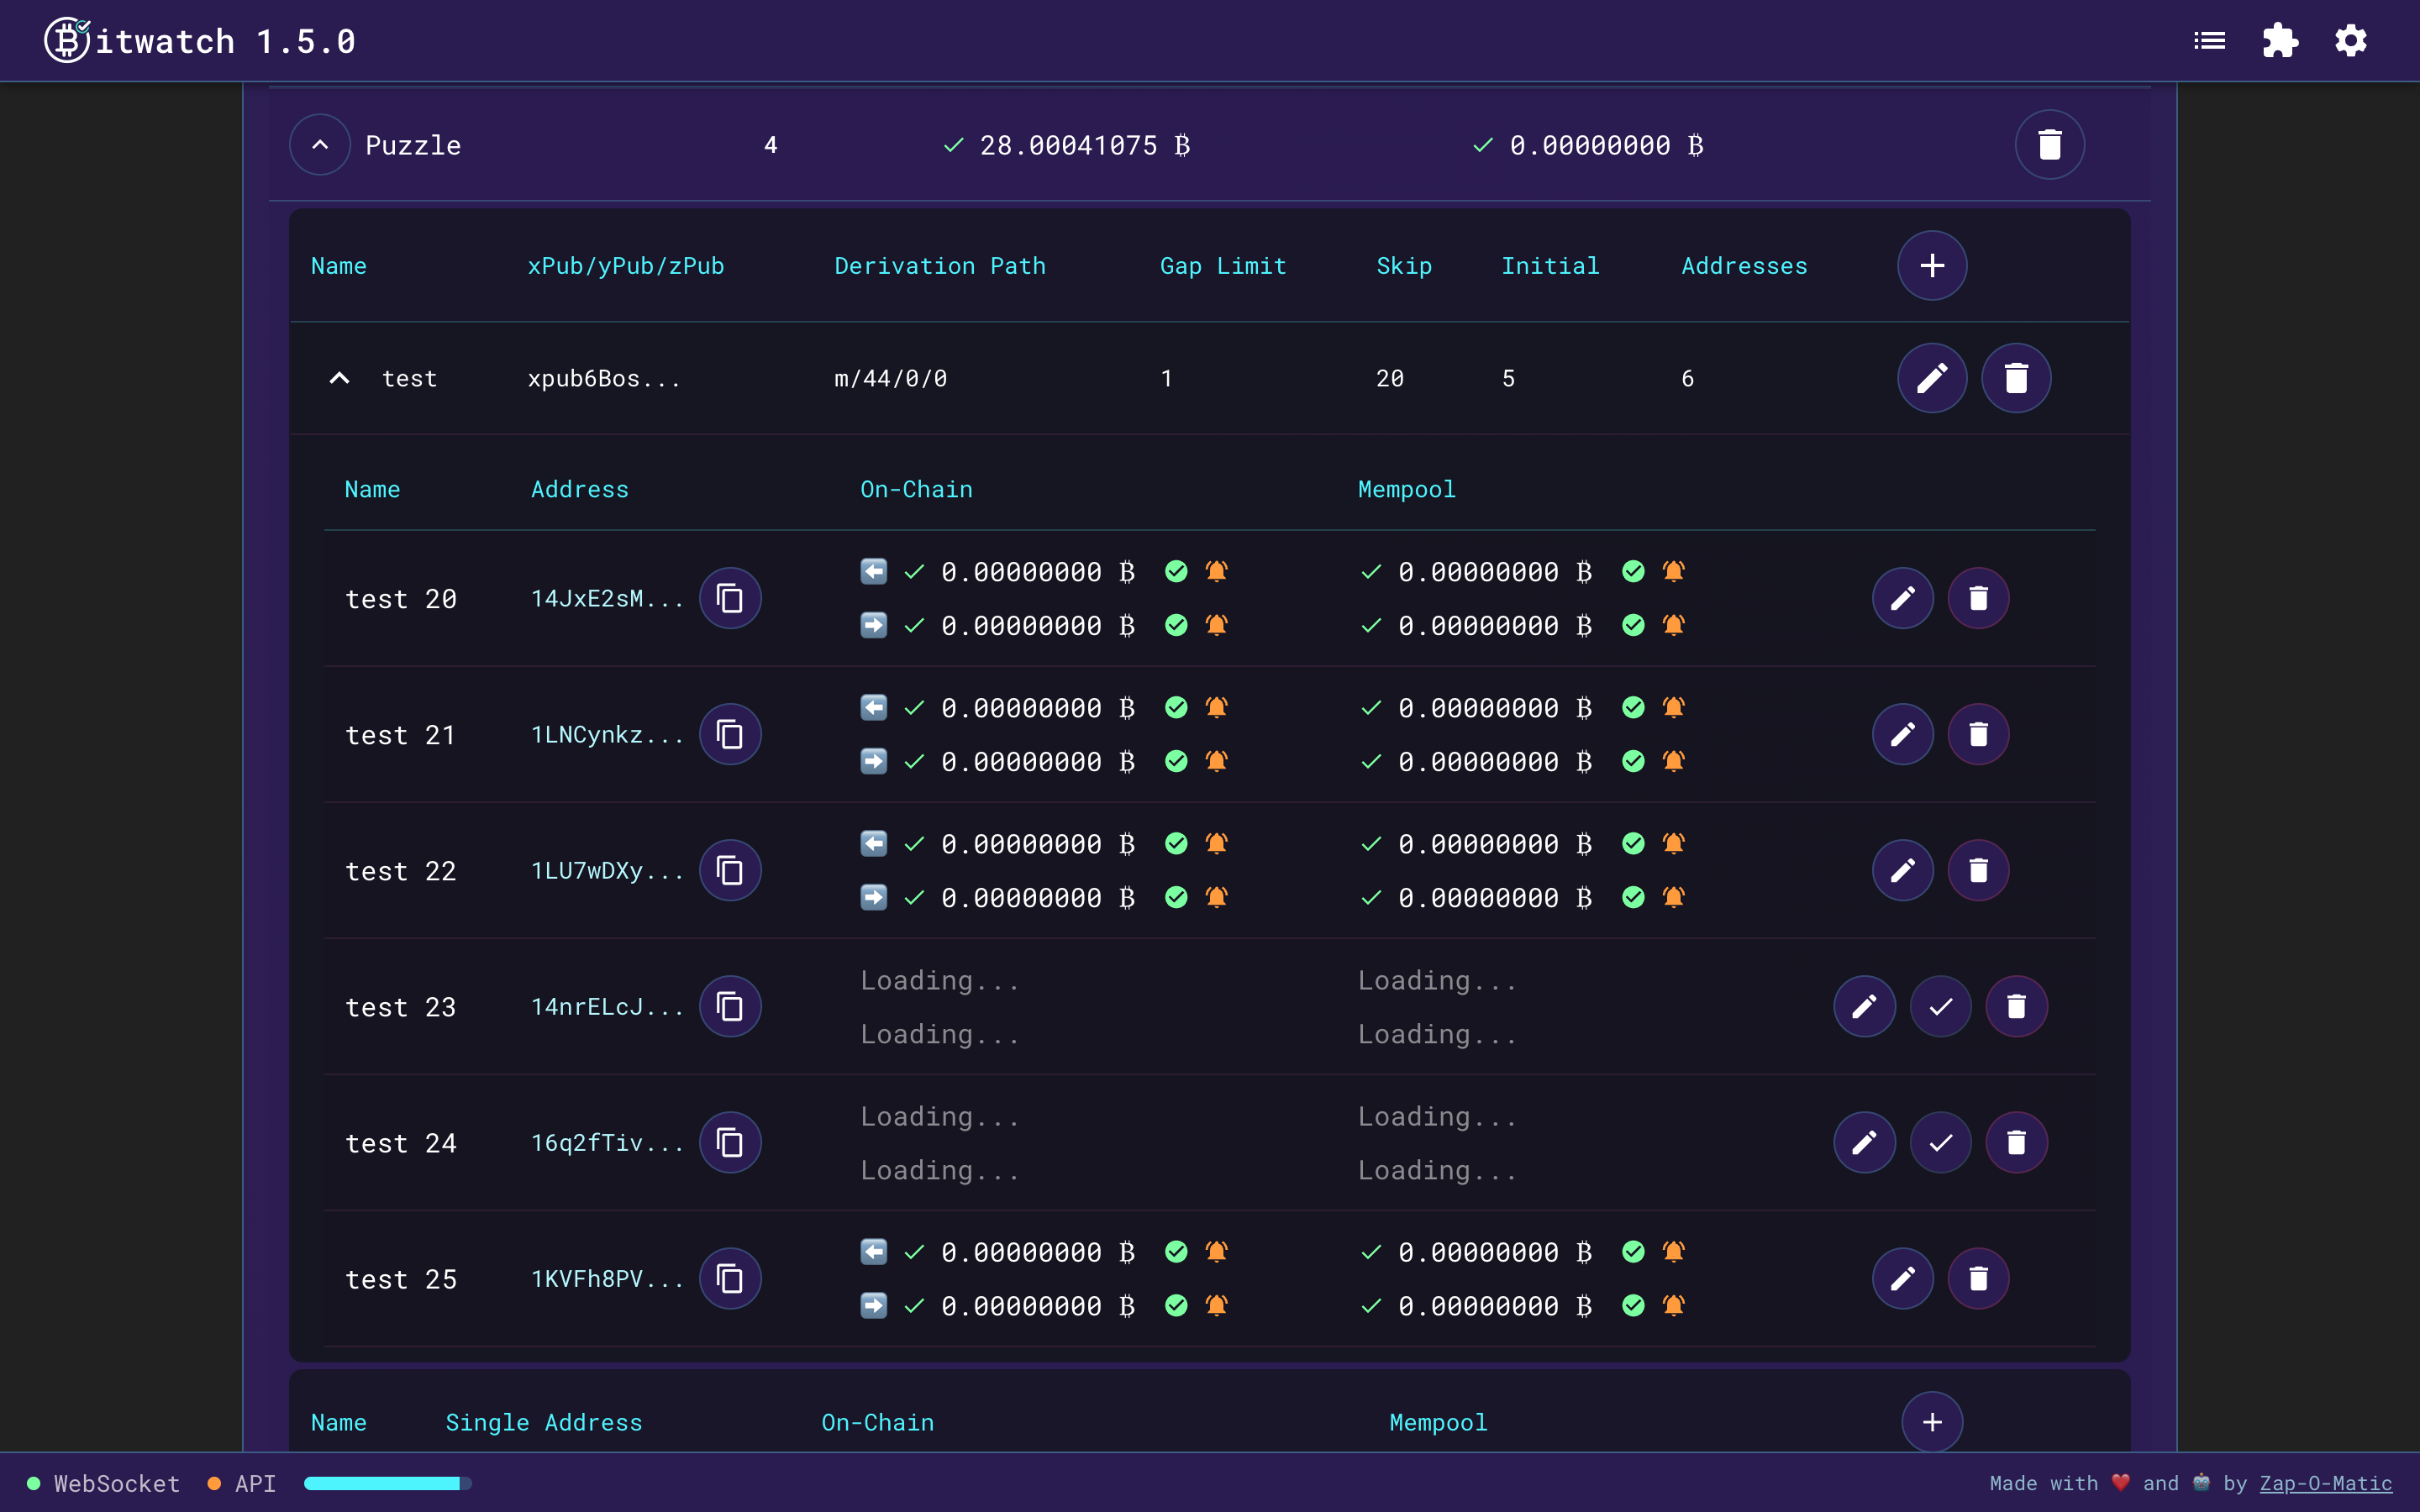 Bitwatch 1.5.0
Puzzle 4 28.00041075 ₿ 0.00000000 ₿
Name xPub/yPub/zPub Derivation Path Gap Limit Skip Initial Addresses
test xpub6Bos... m/44/0/0 1 20 5 6
Name Address On-Chain Mempool
test 20 14JxE2sM... 0.00000000 ₿ 0.00000000 ₿
0.00000000 ₿ 0.00000000 ₿
test 21 1LNCynkz... 0.00000000 ₿ 0.00000000 ₿
0.00000000 ₿ 0.00000000 ₿
test 22 1LU7wDXy... 0.00000000 ₿ 0.00000000 ₿
0.00000000 ₿ 0.00000000 ₿
test 23 14nrELcJ... Loading... Loading...
Loading... Loading...
test 24 16q2fTiv... Loading... Loading...
Loading... Loading...
test 25 1KVFh8PV... 0.00000000 ₿ 0.00000000 ₿
0.00000000 ₿ 0.00000000 ₿
Name Single Address On-Chain Mempool
WebSocket API Made with ❤️ and 🤖 by Zap-O-Matic